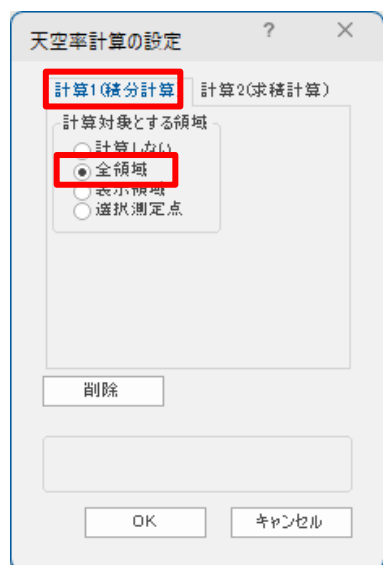 天空率計算の設定
?
×
計算1(積分計算
計算2(求積計算)
計算対象とする領域
計算しない
全領域
表示領域
選択測定点
削除
OK
キャンセル